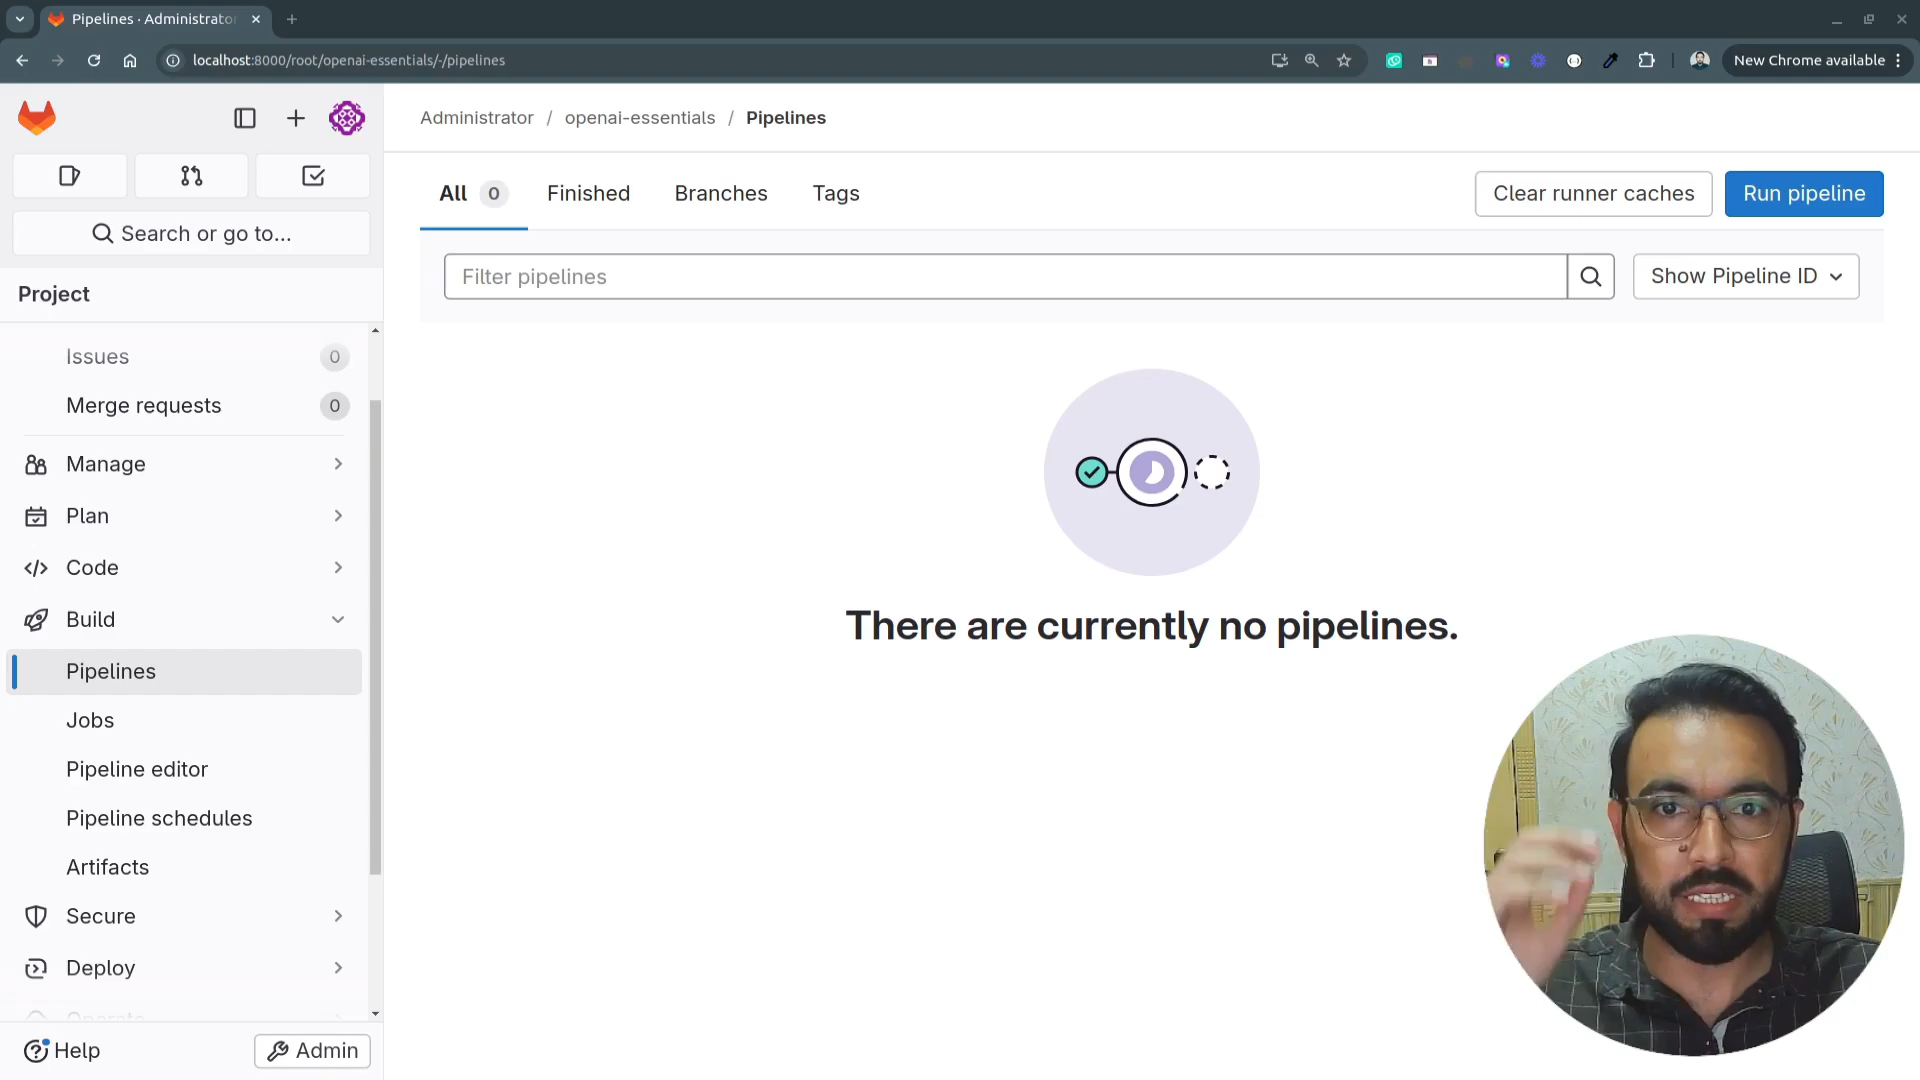 Pipelines · Administrator
localhost:8000/root/openai-essentials/-/pipelines
New Chrome available
Administrator / openai-essentials / Pipelines
All 0 Finished Branches Tags
Clear runner caches Run pipeline
Search or go to...
Filter pipelines
Show Pipeline ID
Project
Issues 0
Merge requests 0
Manage
Plan
Code
Build
Pipelines
Jobs
Pipeline editor
Pipeline schedules
Artifacts
Secure
Deploy
Operate
Help
Admin
There are currently no pipelines.